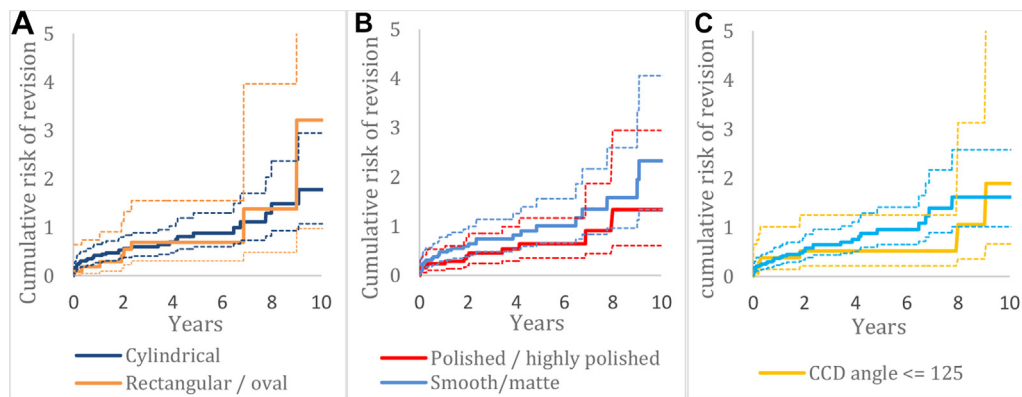 A
Cumulative risk of revision
5
4
3
2
1
0
0 2 4 6 8 10
Years
Cylindrical
Rectangular / oval
B
Cumulative risk of revision
5
4
3
2
1
0
0 2 4 6 8 10
Years
Polished / highly polished
Smooth/matte
C
cumulative risk of revision
5
4
3
2
1
0
0 2 4 6 8 10
Years
CCD angle <= 125